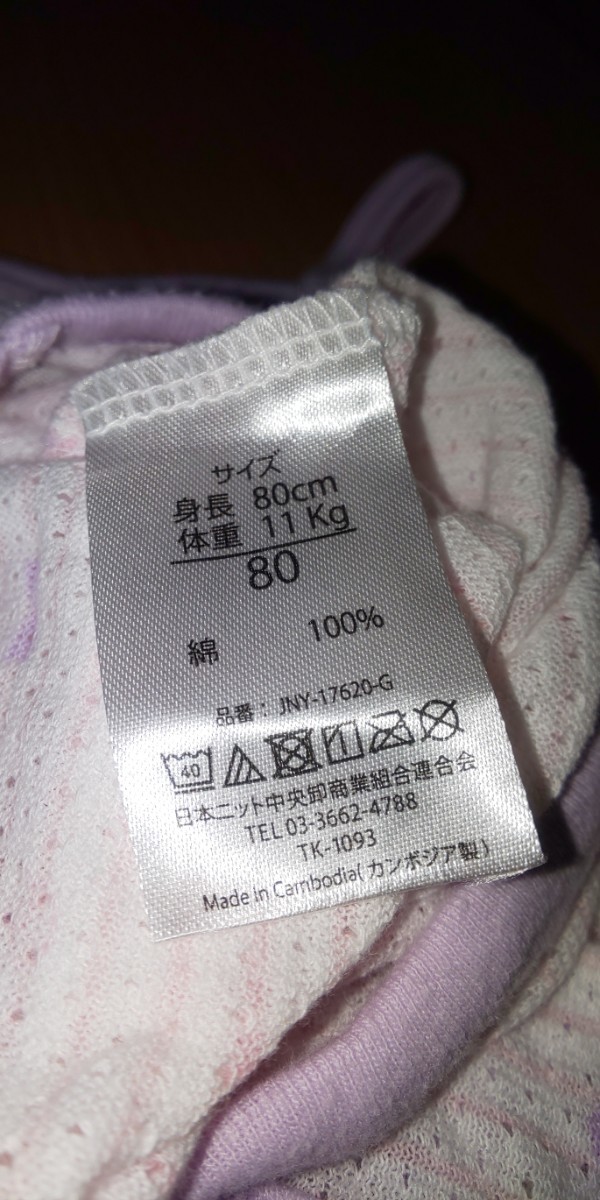 サイズ
身長 80cm
体重 11Kg
80
綿 100%
品番: JNY-17620-G
40
日本ニット中央卸商業組合連合会
TEL 03-3662-4788
TK-1093
Made in Cambodia(カンボジア製)